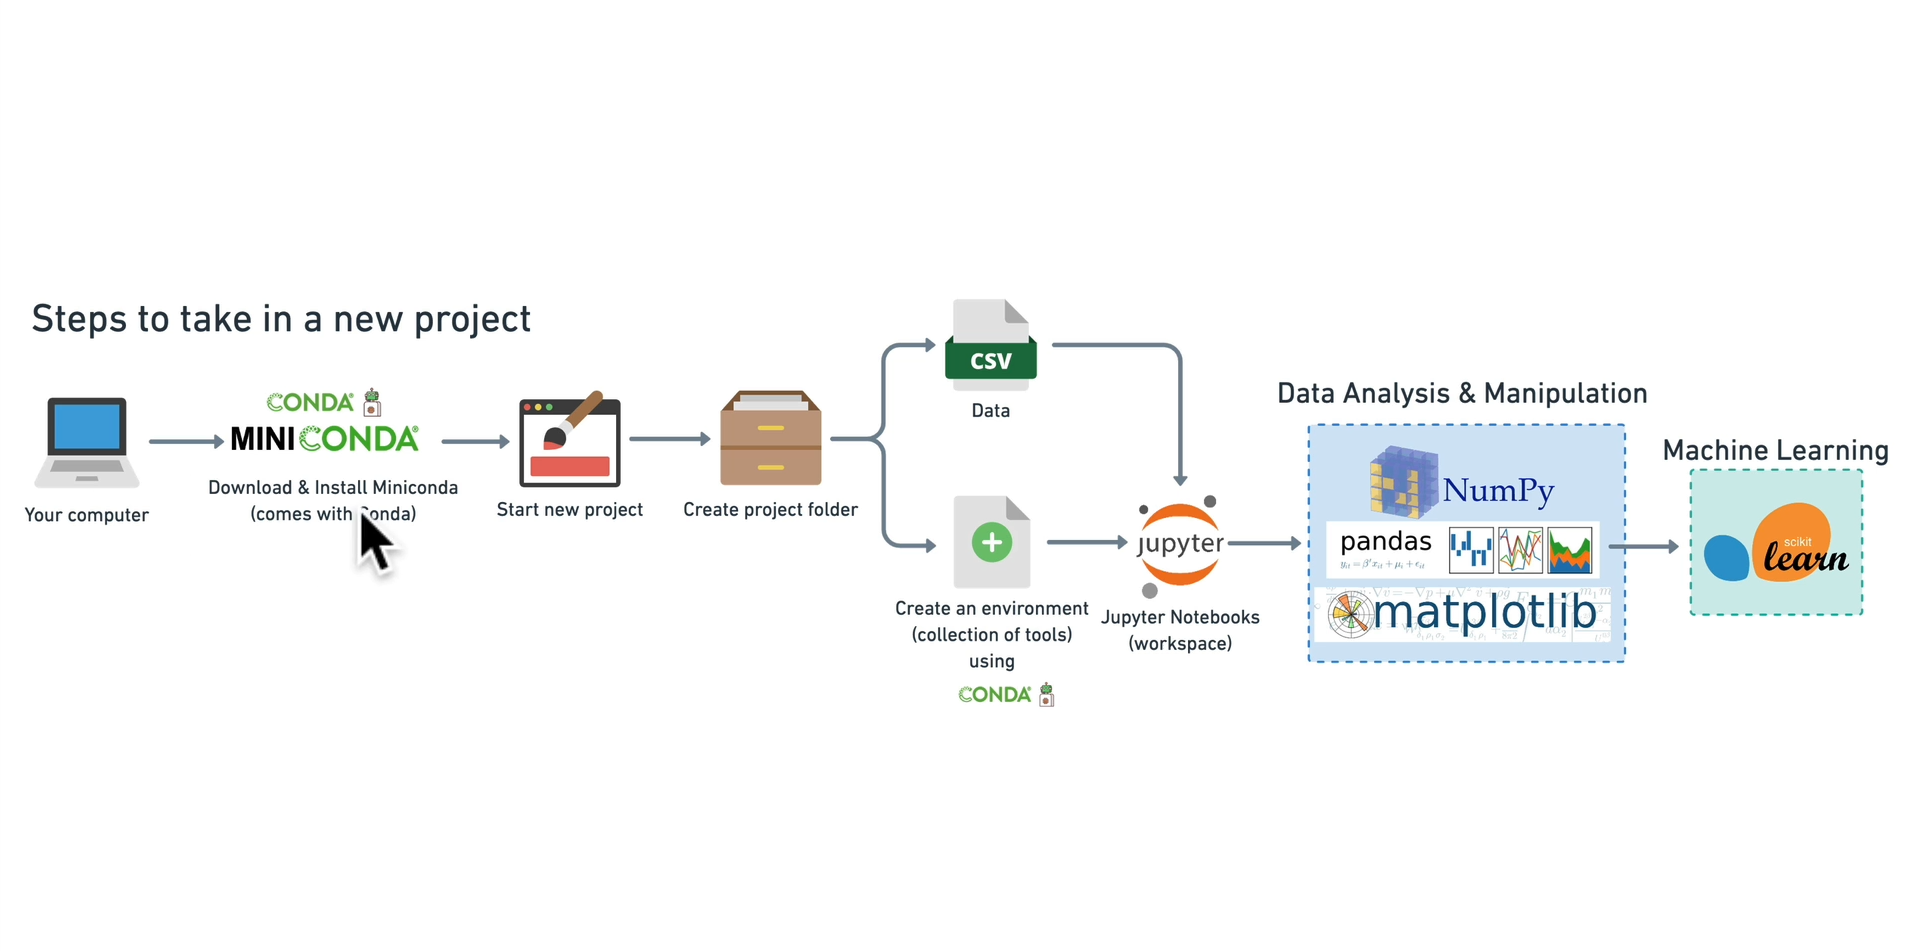 Steps to take in a new project
Your computer
CONDA
MINICONDA
Download & Install Miniconda
(comes with Conda)
Start new project
Create project folder
CSV
Data
Create an environment
(collection of tools)
using
CONDA
jupyter
Jupyter Notebooks
(workspace)
Data Analysis & Manipulation
NumPy
pandas
matplotlib
Machine Learning
scikit
learn